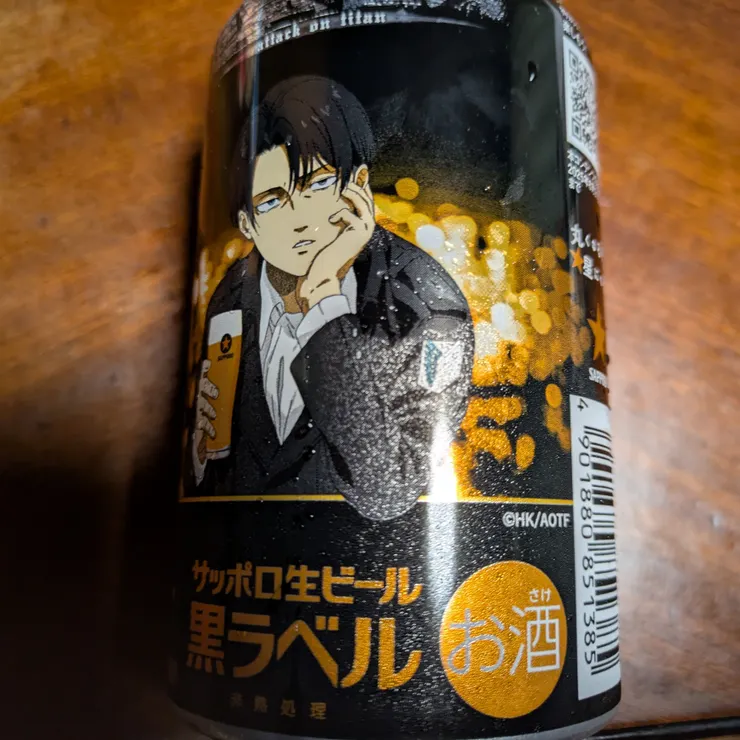 attack on titan
SAPPORO
©HK/AOTF
サッポロ生ビール
黒ラベル
さけ
お酒
4 901880 851385